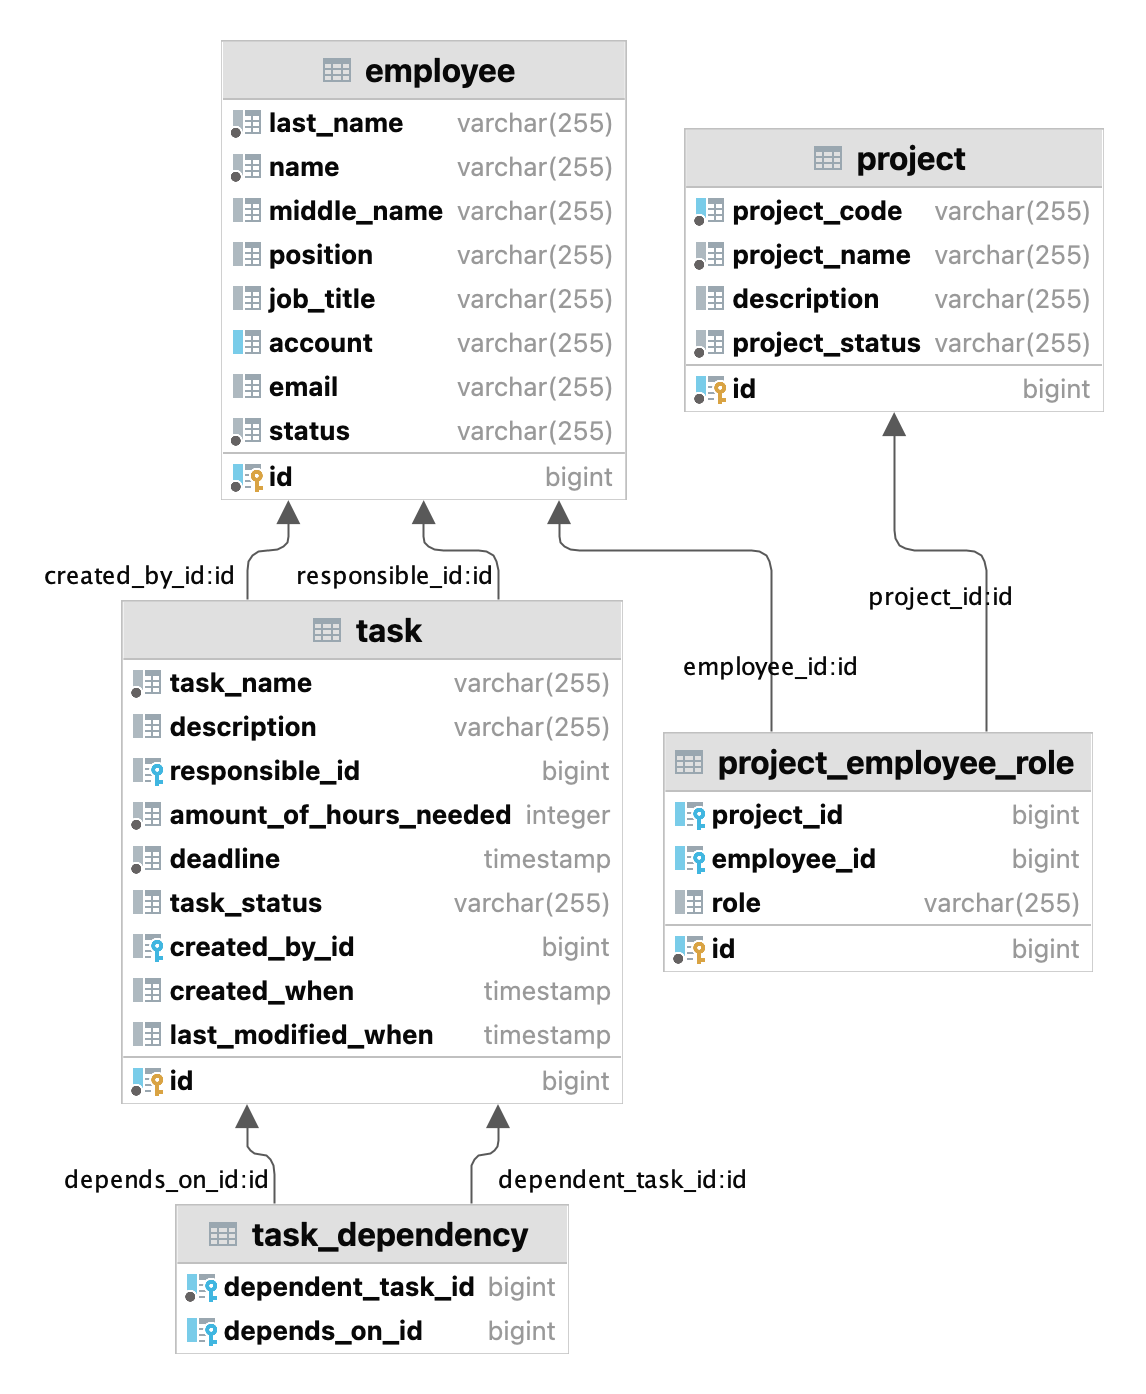 employee
last_name varchar(255)
name varchar(255)
middle_name varchar(255)
position varchar(255)
job_title varchar(255)
account varchar(255)
email varchar(255)
status varchar(255)
id bigint
project
project_code varchar(255)
project_name varchar(255)
description varchar(255)
project_status varchar(255)
id bigint
created_by_id:id
responsible_id:id
employee_id:id
project_id:id
task
task_name varchar(255)
description varchar(255)
responsible_id bigint
amount_of_hours_needed integer
deadline timestamp
task_status varchar(255)
created_by_id bigint
created_when timestamp
last_modified_when timestamp
id bigint
project_employee_role
project_id bigint
employee_id bigint
role varchar(255)
id bigint
depends_on_id:id
dependent_task_id:id
task_dependency
dependent_task_id bigint
depends_on_id bigint